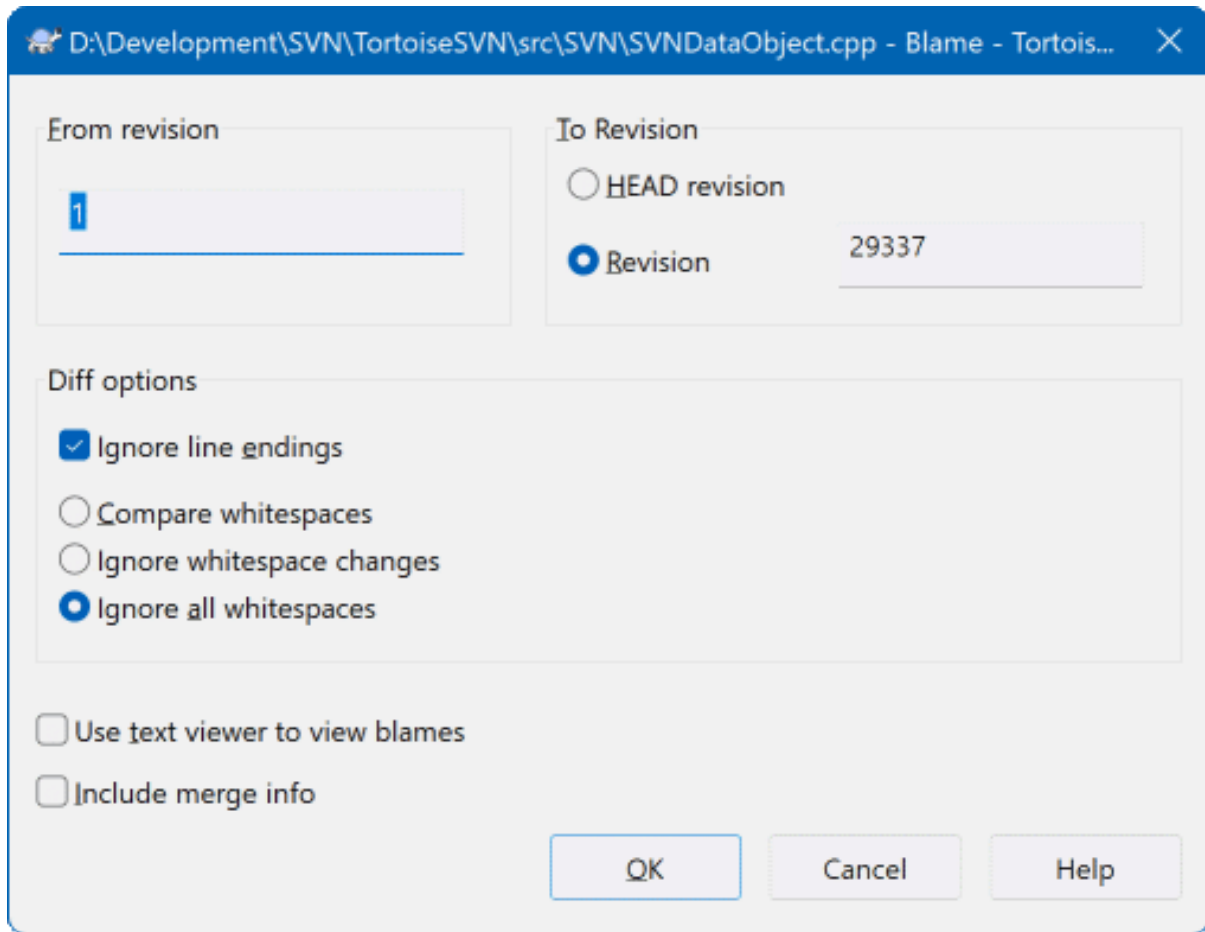 D:\Development\SVN\TortoiseSVN\src\SVN\SVNDataObject.cpp - Blame - Tortois...
From revision
1
To Revision
HEAD revision
Revision 29337
Diff options
Ignore line endings
Compare whitespaces
Ignore whitespace changes
Ignore all whitespaces
Use text viewer to view blames
Include merge info
OK Cancel Help